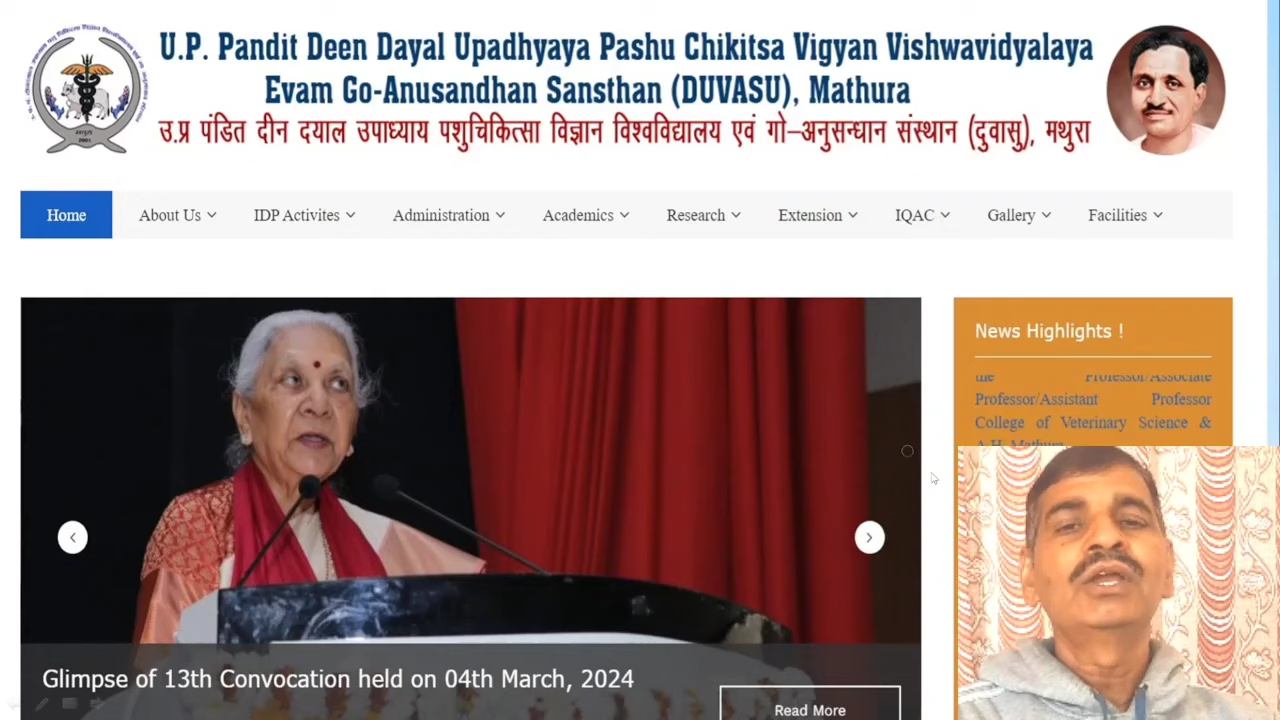 U.P. Pandit Deen Dayal Upadhyaya Pashu Chikitsa Vigyan Vishwavidyalaya
Evam Go-Anusandhan Sansthan (DUVASU), Mathura
उ.प्र पंडित दीन दयाल उपाध्याय पशुचिकित्सा विज्ञान विश्वविद्यालय एवं गो–अनुसन्धान संस्थान (दुवासु), मथुरा
Home About Us IDP Activites Administration Academics Research Extension IQAC Gallery Facilities
News Highlights !
the Professor/Associate
Professor/Assistant Professor
College of Veterinary Science &
A.H. Mathura
Glimpse of 13th Convocation held on 04th March, 2024
Read More